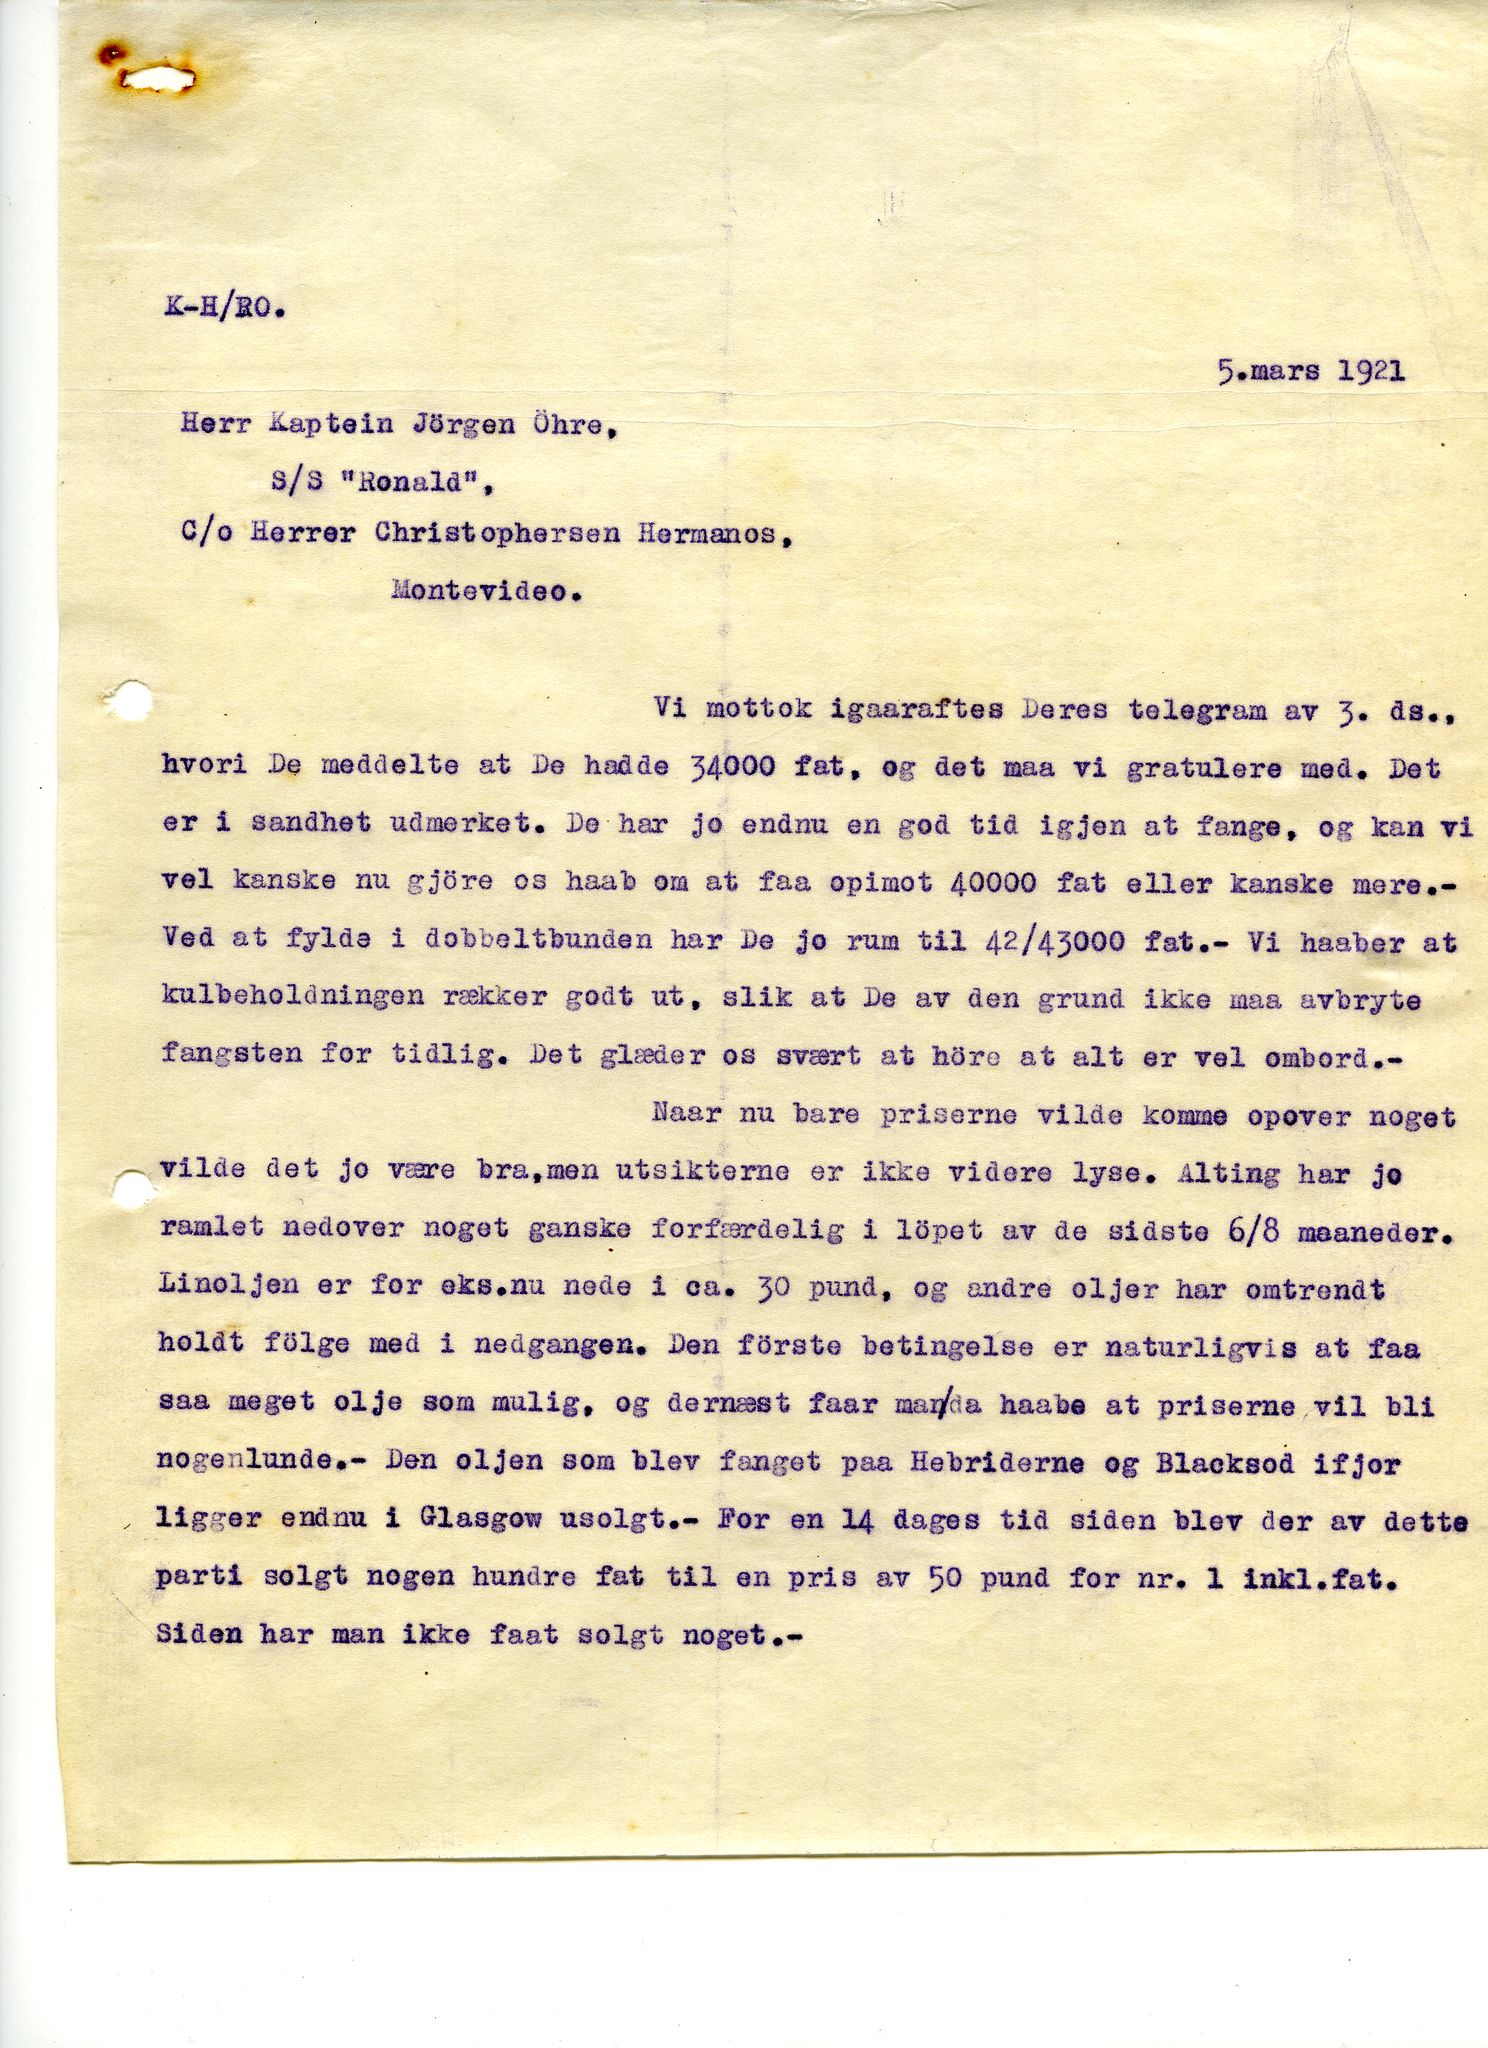 K-H/RO.
5.mars 1921
Herr Kaptein Jörgen Öhre,
S/S "Ronald",
C/o Herrer Christophersen Hermanos,
Montevideo.
Vi mottok igaaraftes Deres telegram av 3. ds.,
hvori De meddelte at De hadde 34000 fat, og det maa vi gratulere med. Det
er i sandhet udmerket. De har jo endnu en god tid igjen at fange, og kan vi
vel kanske nu gjöre os haab om at faa opimot 40000 fat eller kanske mere.-
Ved at fylde i dobbeltbunden har De jo rum til 42/43000 fat.- Vi haaber at
kulbeholdningen rækker godt ut, slik at De av den grund ikke maa avbryte
fangsten for tidlig. Det glæder os svært at höre at alt er vel ombord.-
Naar nu bare priserne vilde komme opover noget
vilde det jo være bra,men utsikterne er ikke videre lyse. Alting har jo
ramlet nedover noget ganske forfærdelig i löpet av de sidste 6/8 maaneder.
Linoljen er for eks.nu nede i ca. 30 pund, og andre oljer har omtrendt
holdt fölge med i nedgangen. Den förste betingelse er naturligvis at faa
saa meget olje som mulig, og dernæst faar man/da haabe at priserne vil bli
nogenlunde.- Den oljen som blev fanget paa Hebriderne og Blacksod ifjor
ligger endnu i Glasgow usolgt.- For en 14 dages tid siden blev der av dette
parti solgt nogen hundre fat til en pris av 50 pund for nr. 1 inkl.fat.
Siden har man ikke faat solgt noget.-